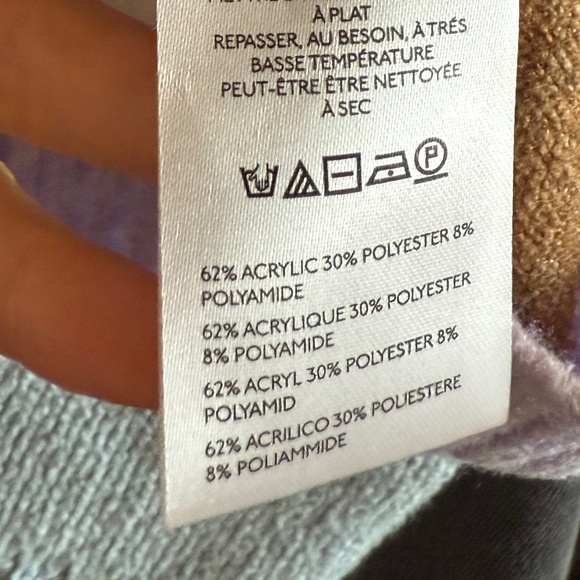 À PLAT
REPASSER, AU BESOIN, À TRÉS
BASSE TEMPÉRATURE
PEUT-ÊTRE ÊTRE NETTOYÉE
À SEC
P
62% ACRYLIC 30% POLYESTER 8%
POLYAMIDE
62% ACRYLIQUE 30% POLYESTER
8% POLYAMIDE
62% ACRYL 30% POLYESTER 8%
POLYAMID
62% ACRILICO 30% POLIESTERE
8% POLIAMMIDE